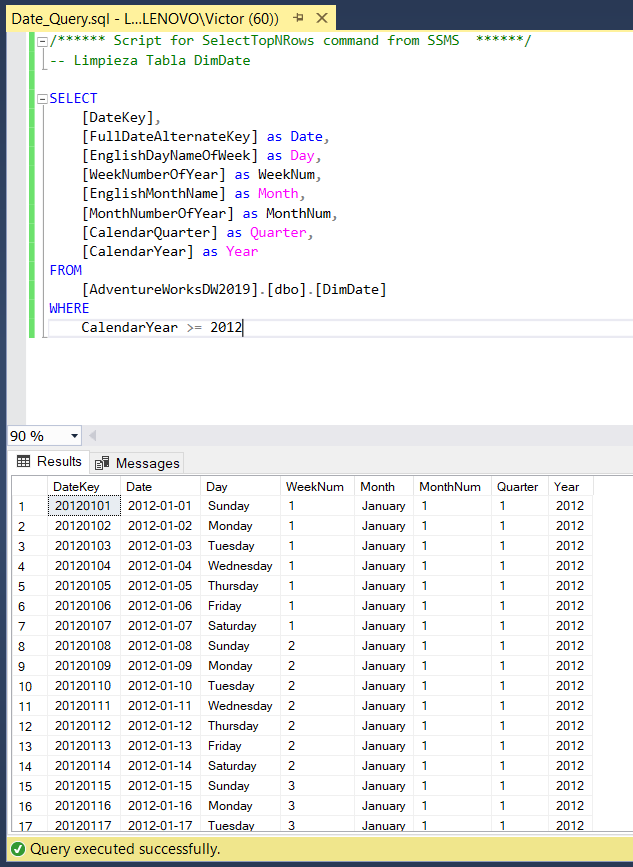 Date_Query.sql - L...LENOVO\Victor (60))
/****** Script for SelectTopNRows command from SSMS  ******/
-- Limpieza Tabla DimDate
SELECT
[DateKey],
[FullDateAlternateKey] as Date,
[EnglishDayNameOfWeek] as Day,
[WeekNumberOfYear] as WeekNum,
[EnglishMonthName] as Month,
[MonthNumberOfYear] as MonthNum,
[CalendarQuarter] as Quarter,
[CalendarYear] as Year
FROM
[AdventureWorksDW2019].[dbo].[DimDate]
WHERE
CalendarYear >= 2012
90 %
Results Messages
DateKey Date Day WeekNum Month MonthNum Quarter Year
1 20120101 2012-01-01 Sunday 1 January 1 1 2012
2 20120102 2012-01-02 Monday 1 January 1 1 2012
3 20120103 2012-01-03 Tuesday 1 January 1 1 2012
4 20120104 2012-01-04 Wednesday 1 January 1 1 2012
5 20120105 2012-01-05 Thursday 1 January 1 1 2012
6 20120106 2012-01-06 Friday 1 January 1 1 2012
7 20120107 2012-01-07 Saturday 1 January 1 1 2012
8 20120108 2012-01-08 Sunday 2 January 1 1 2012
9 20120109 2012-01-09 Monday 2 January 1 1 2012
10 20120110 2012-01-10 Tuesday 2 January 1 1 2012
11 20120111 2012-01-11 Wednesday 2 January 1 1 2012
12 20120112 2012-01-12 Thursday 2 January 1 1 2012
13 20120113 2012-01-13 Friday 2 January 1 1 2012
14 20120114 2012-01-14 Saturday 2 January 1 1 2012
15 20120115 2012-01-15 Sunday 3 January 1 1 2012
16 20120116 2012-01-16 Monday 3 January 1 1 2012
17 20120117 2012-01-17 Tuesday 3 January 1 1 2012
Query executed successfully.